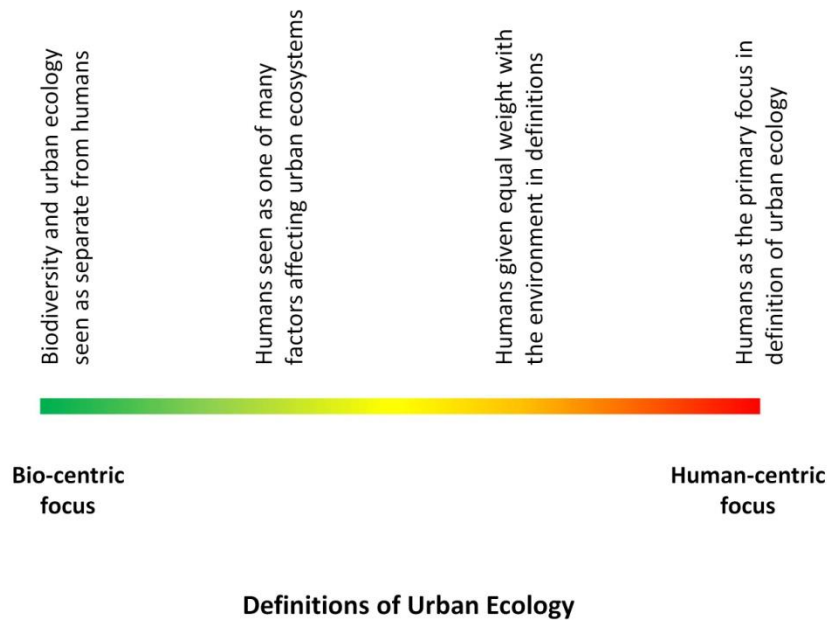 Biodiversity and urban ecology
seen as separate from humans
Humans seen as one of many
factors affecting urban ecosystems
Humans given equal weight with
the environment in definitions
Humans as the primary focus in
definition of urban ecology
Bio-centric
focus
Human-centric
focus
Definitions of Urban Ecology